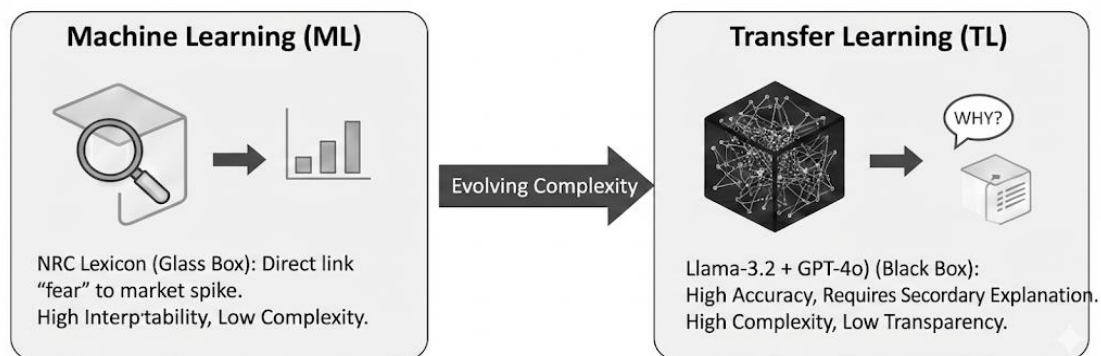 Machine Learning (ML)
NRC Lexicon (Glass Box): Direct link
“fear” to market spike.
High Interp‑tability, Low Complexity.
Evolving Complexity
Transfer Learning (TL)
WHY?
Llama-3.2 + GPT-4o) (Black Box):
High Accuracy, Requires Secordary Explanation.
High Complexity, Low Transparency.